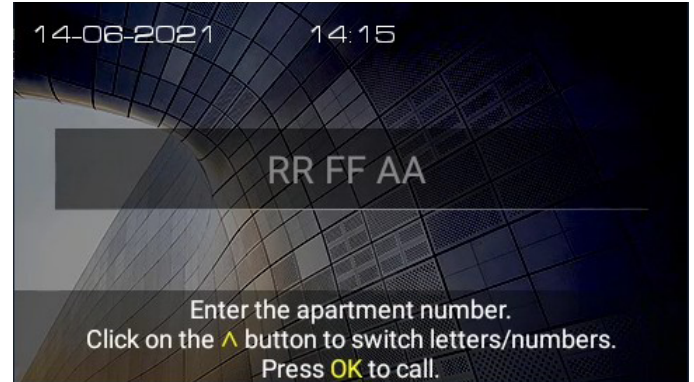 14-06-2021 14:15
RR FF AA
Enter the apartment number.
Click on the ^ button to switch letters/numbers.
Press OK to call.